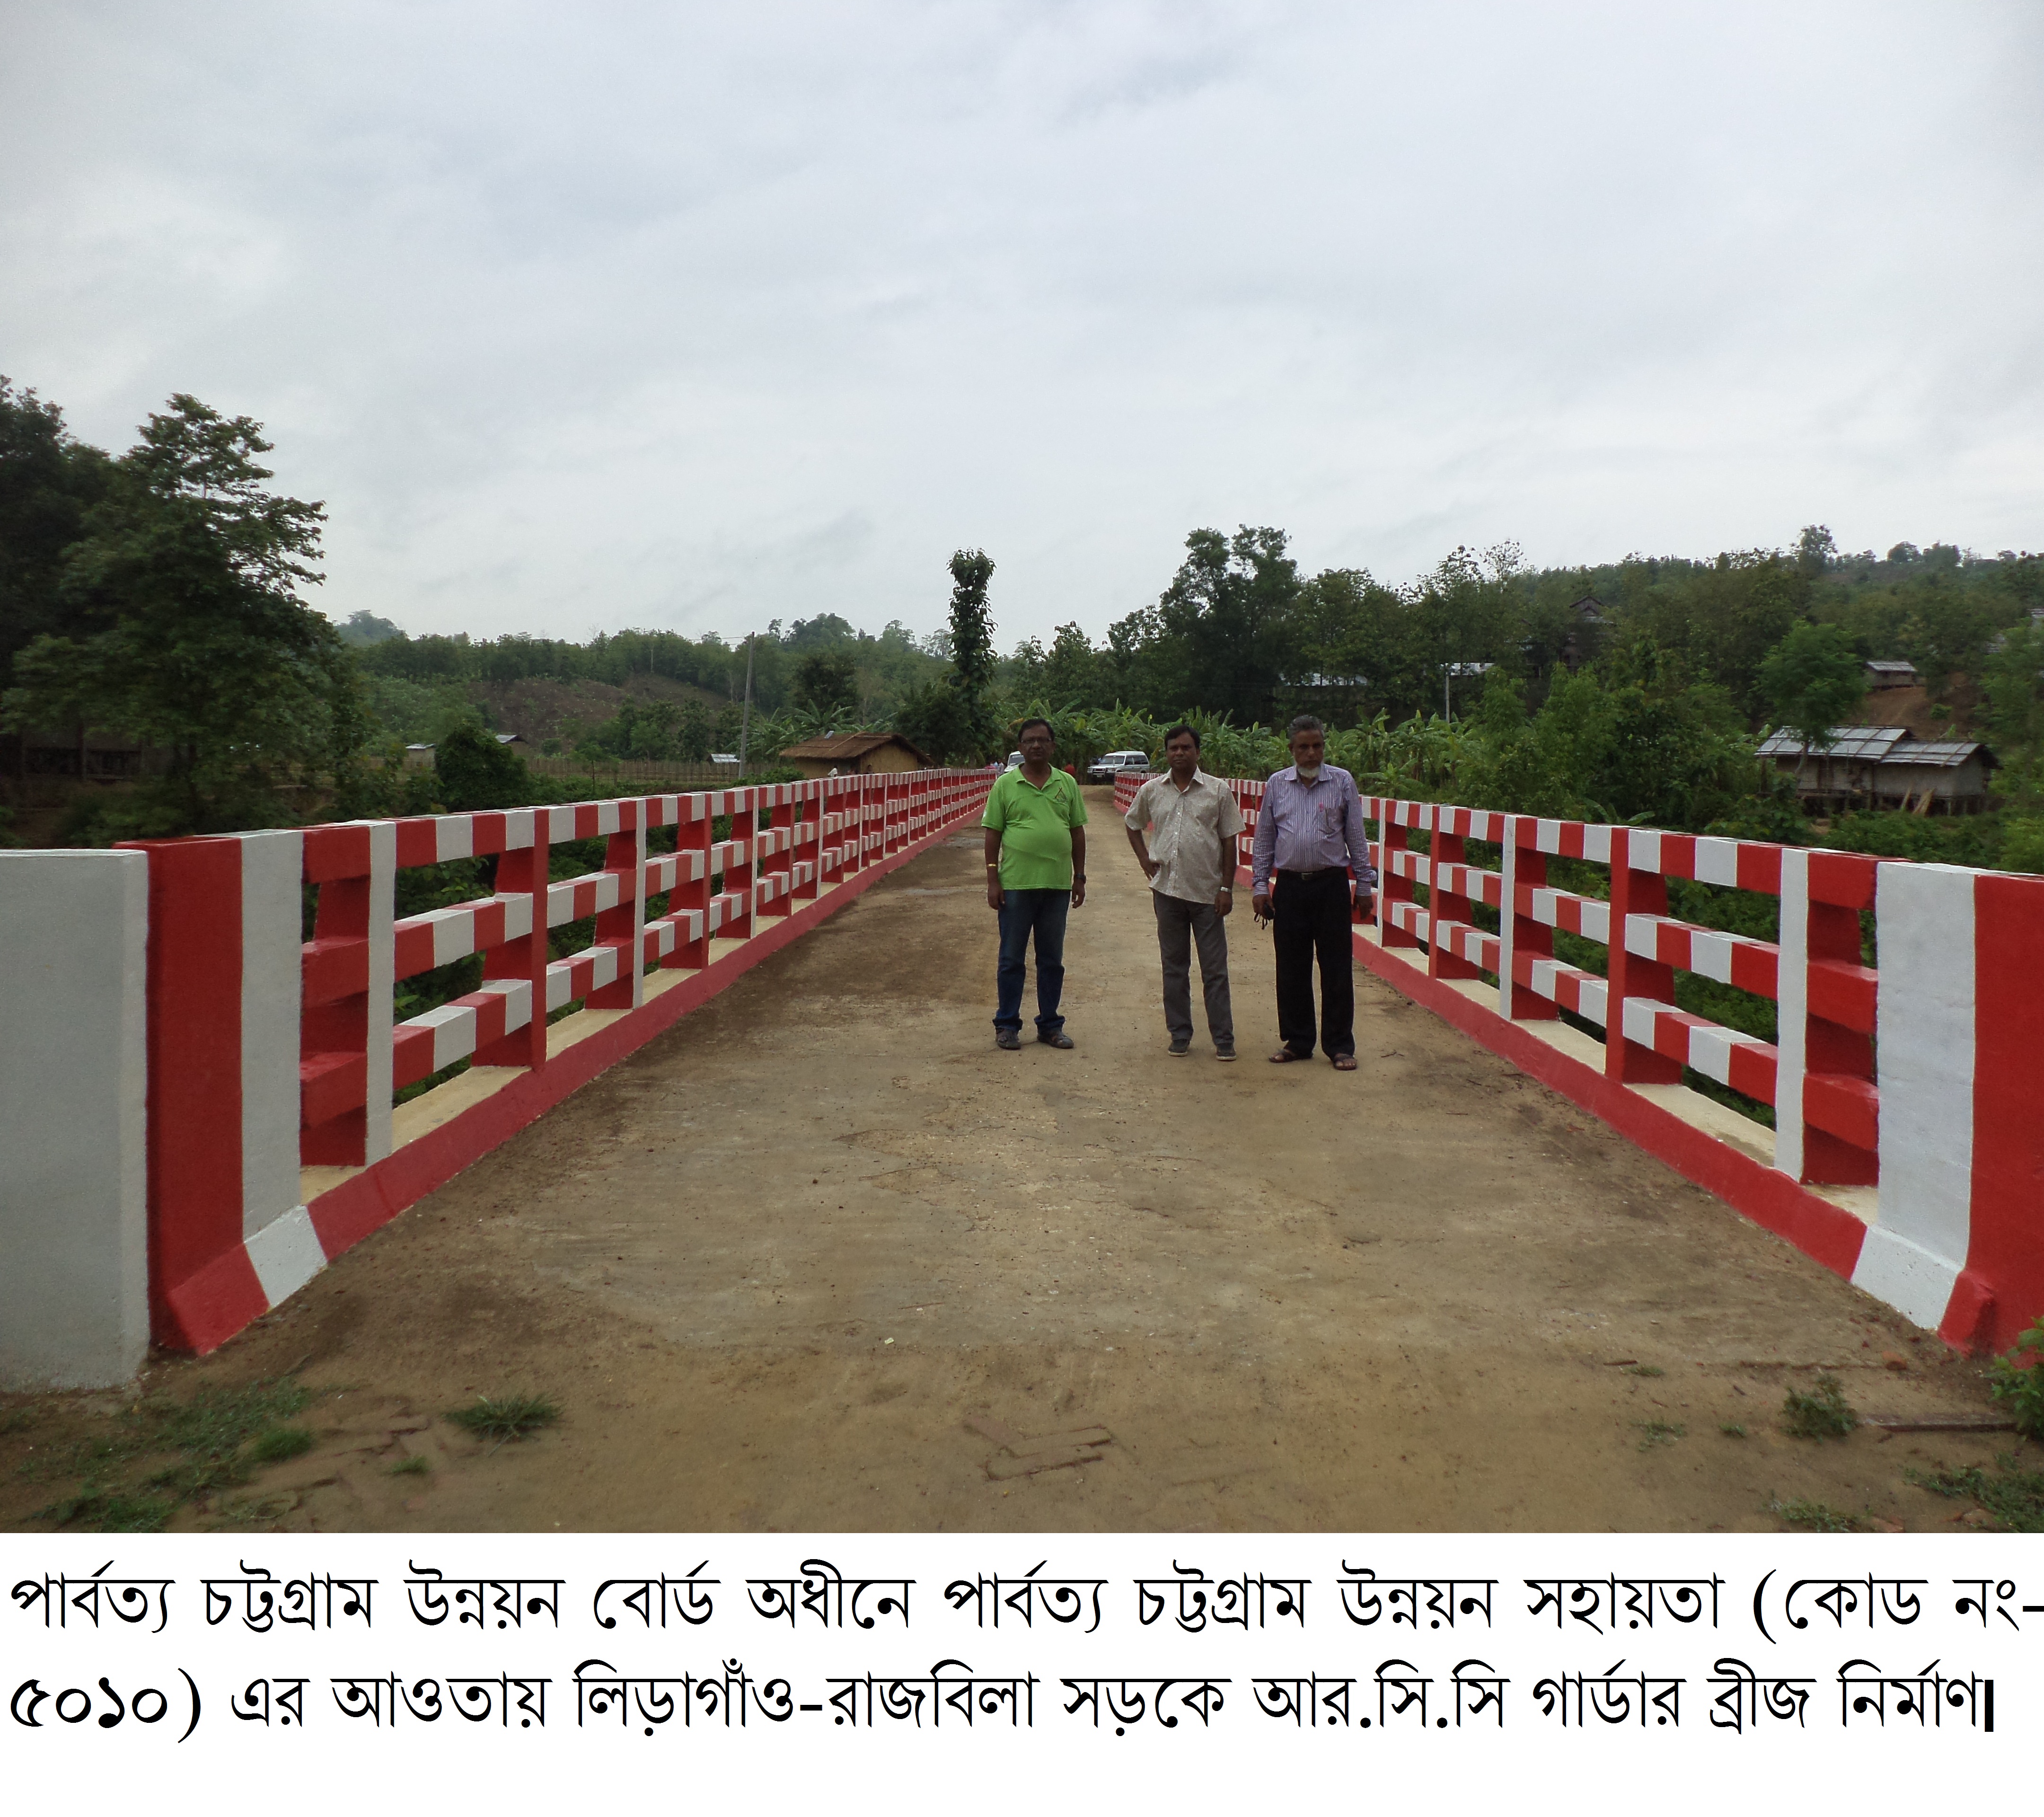 পার্বত্য চট্টগ্রাম উন্নয়ন বোর্ড অধীনে পার্বত্য চট্টগ্রাম উন্নয়ন সহায়তা (কোড নং-
৫০১০) এর আওতায় লিড়াগাঁও-রাজবিলা সড়কে আর.সি.সি গার্ডার ব্রীজ নির্মাণ।